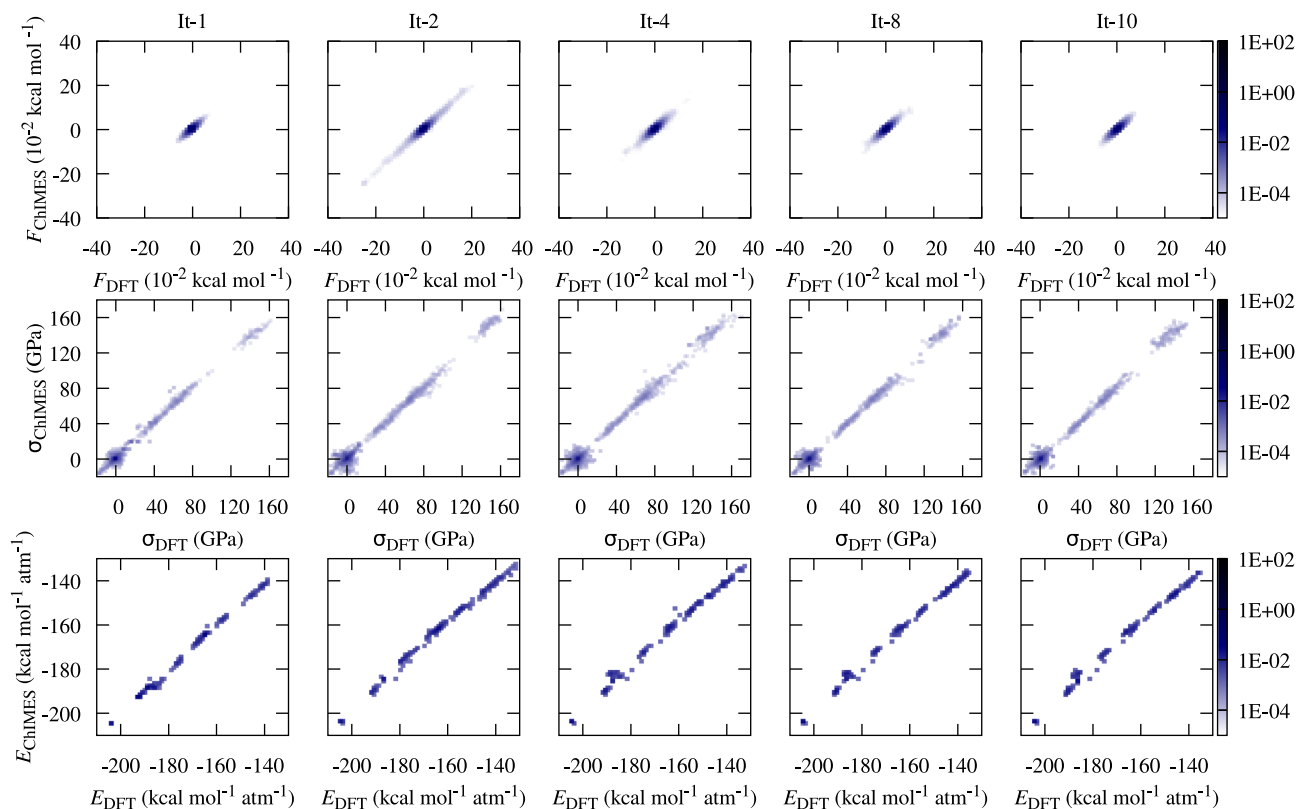 It-1 It-2 It-4 It-8 It-10
40 1E+02
20 1E+00
0 1E-02
-20 1E-04
-40
F_ChIMES (10⁻² kcal mol⁻¹)
-40 -20 0 20 40 -40 -20 0 20 40 -40 -20 0 20 40 -40 -20 0 20 40 -40 -20 0 20 40
F_DFT (10⁻² kcal mol⁻¹) F_DFT (10⁻² kcal mol⁻¹) F_DFT (10⁻² kcal mol⁻¹) F_DFT (10⁻² kcal mol⁻¹) F_DFT (10⁻² kcal mol⁻¹)
160 1E+02
120 1E+00
80 1E-02
40 1E-04
0
σ_ChIMES (GPa)
0 40 80 120 160 0 40 80 120 160 0 40 80 120 160 0 40 80 120 160 0 40 80 120 160
σ_DFT (GPa) σ_DFT (GPa) σ_DFT (GPa) σ_DFT (GPa) σ_DFT (GPa)
-140 1E+02
-160 1E+00
-180 1E-02
-200 1E-04
E_ChIMES (kcal mol⁻¹ atm⁻¹)
-200 -180 -160 -140 -200 -180 -160 -140 -200 -180 -160 -140 -200 -180 -160 -140 -200 -180 -160 -140
E_DFT (kcal mol⁻¹ atm⁻¹) E_DFT (kcal mol⁻¹ atm⁻¹) E_DFT (kcal mol⁻¹ atm⁻¹) E_DFT (kcal mol⁻¹ atm⁻¹) E_DFT (kcal mol⁻¹ atm⁻¹)